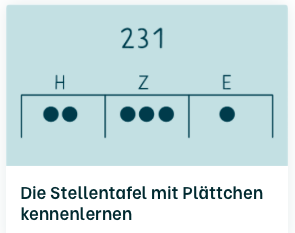 231
H Z E
Die Stellentafel mit Plättchen
kennenlernen